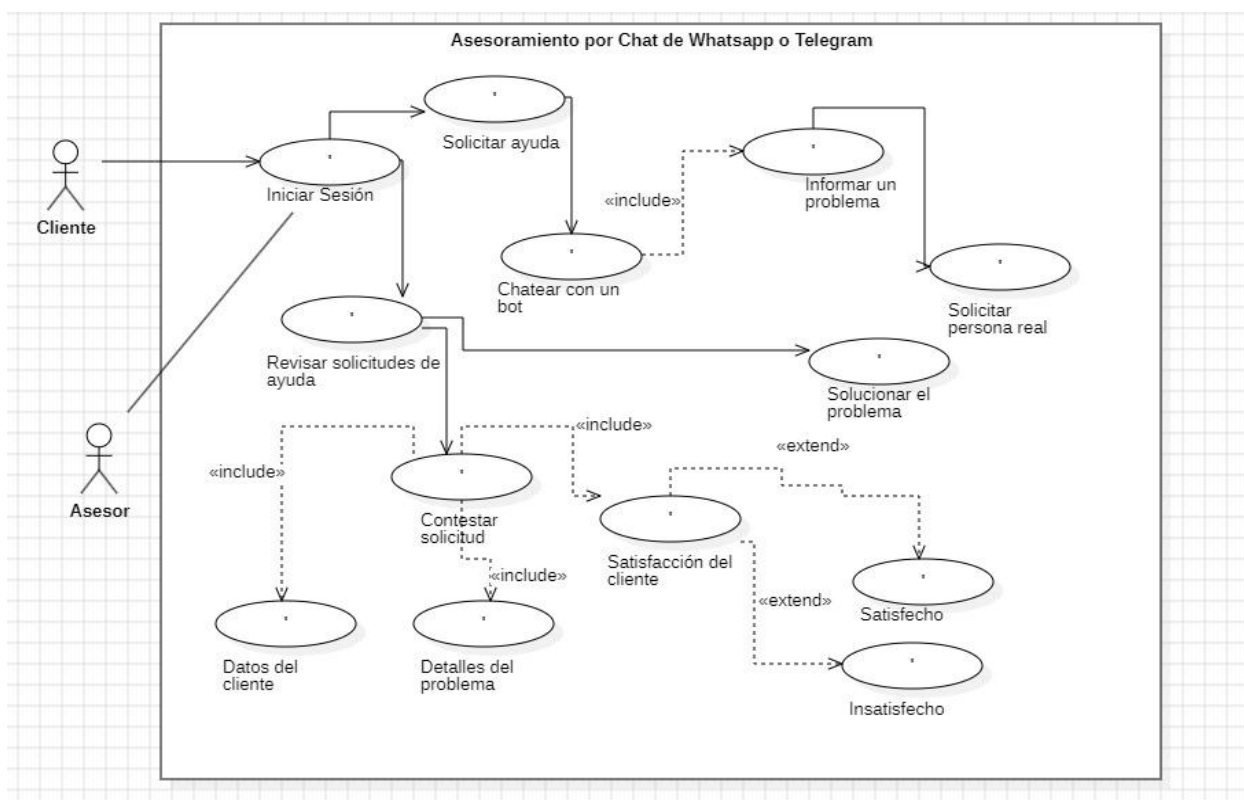 Asesoramiento por Chat de Whatsapp o Telegram
Solicitar ayuda
Iniciar Sesión
Cliente
Informar un
problema
«include»
Chatear con un
bot
Solicitar
persona real
Revisar solicitudes de
ayuda
Solucionar el
problema
«include»
«include»
«extend»
Asesor
Contestar
solicitud
Satisfacción del
cliente
«include»
«extend»
Satisfecho
Datos del
cliente
Detalles del
problema
Insatisfecho